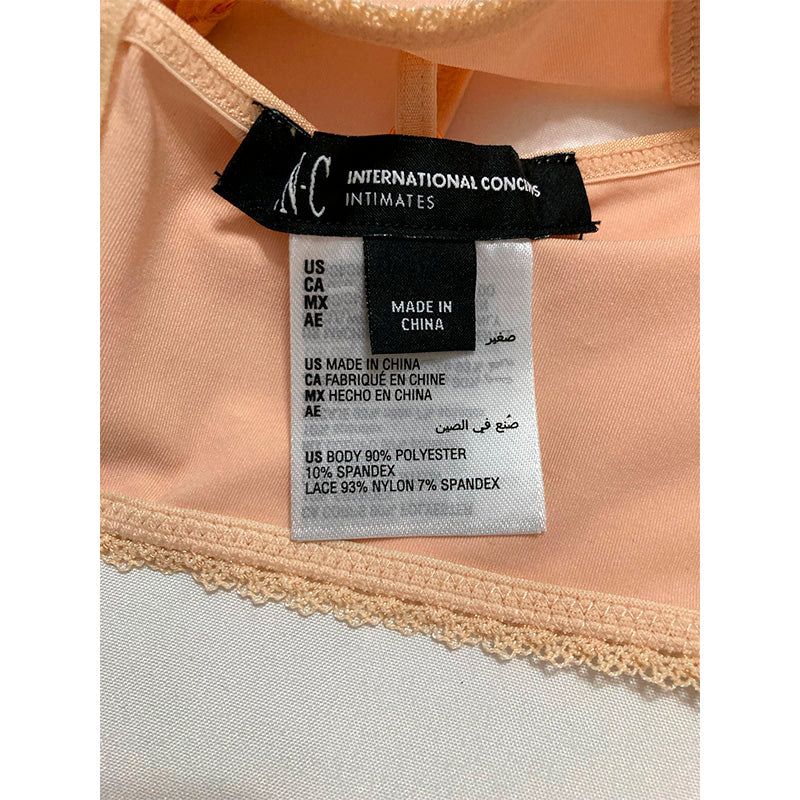 N-C INTERNATIONAL CONCEPTS
INTIMATES
MADE IN
CHINA
US
CA
MX
AE
صغير
US MADE IN CHINA
CA FABRIQUÉ EN CHINE
MX HECHO EN CHINA
AE
صُنع في الصين
US BODY 90% POLYESTER
10% SPANDEX
LACE 93% NYLON 7% SPANDEX